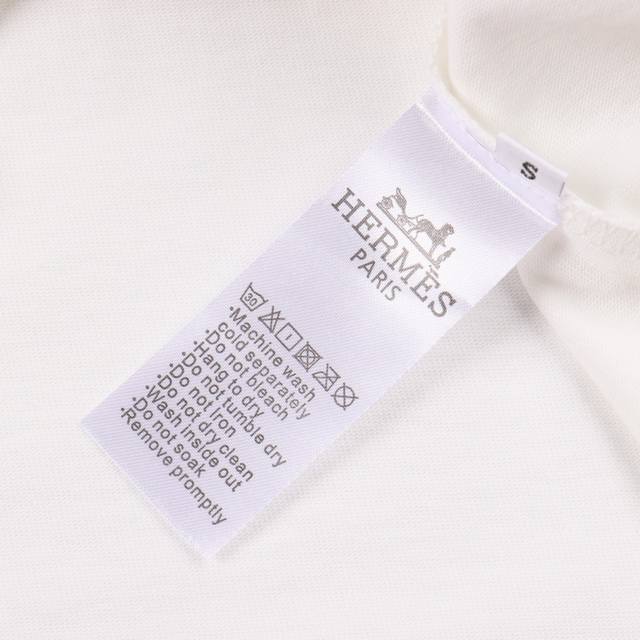 S
HERMÈS
PARIS
30
•Machine wash
cold separately
•Do not bleach
•Hang to dry
•Do not tumble dry
•Do not Iron
•Do not dry clean
•Wash inside out
•Do not soak
•Remove promptly